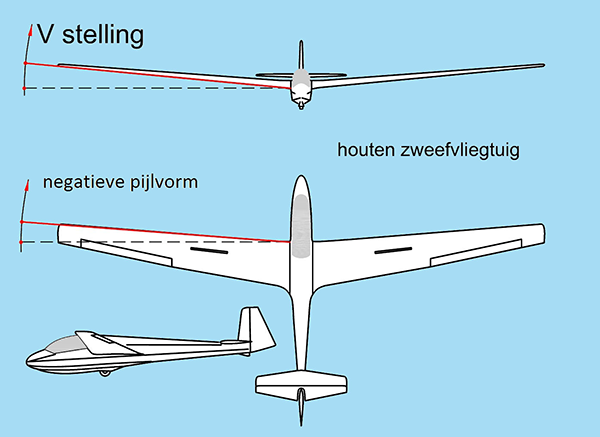 V stelling
houten zweefvliegtuig
negatieve pijlvorm